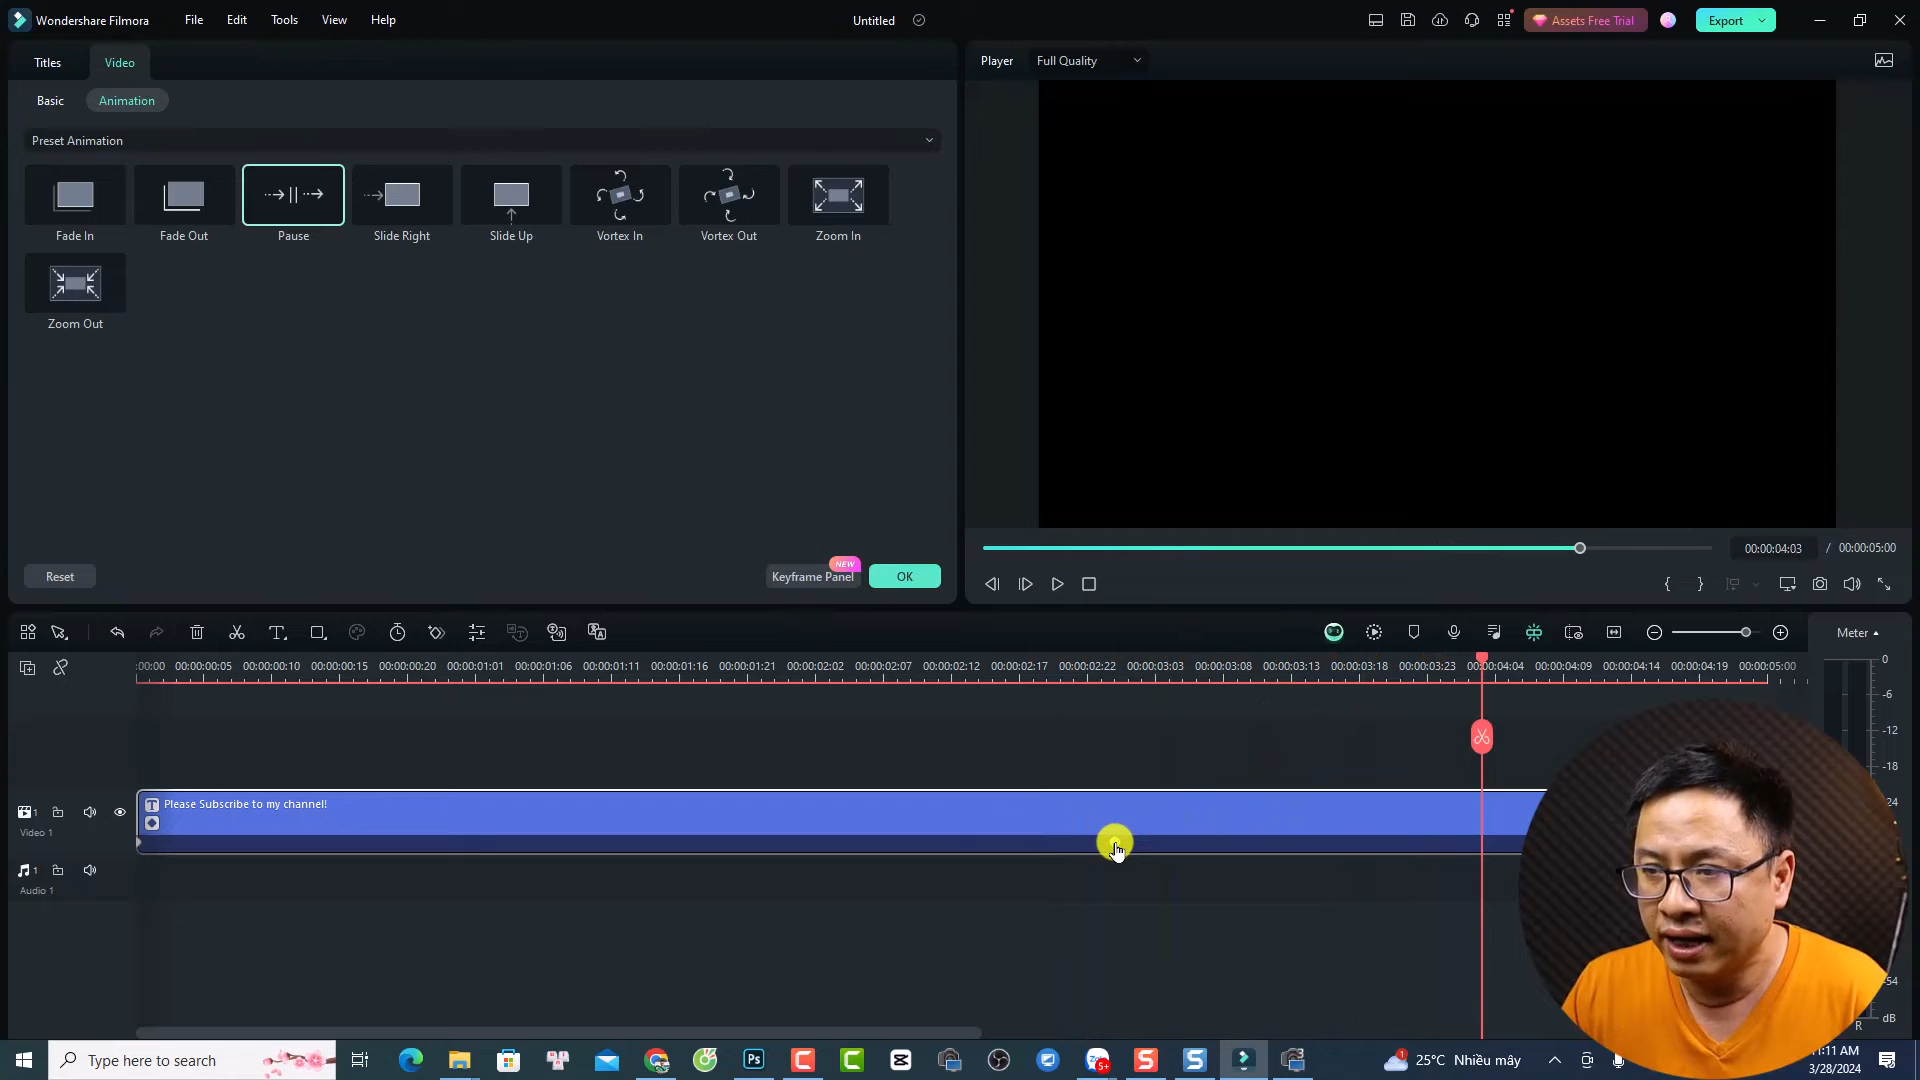 Wondershare Filmora File Edit Tools View Help Untitled Assets Free Trial Export
Titles Video Player Full Quality
Basic Animation
Preset Animation
Fade In Fade Out Pause Slide Right Slide Up Vortex In Vortex Out Zoom In
Zoom Out
00:00:04:03 / 00:00:05:00
NEW
Reset Keyframe Panel OK
Meter
:00:00 00:00:00:05 00:00:00:10 00:00:00:15 00:00:00:20 00:00:01:01 00:00:01:06 00:00:01:11 00:00:01:16 00:00:01:21 00:00:02:02 00:00:02:07 00:00:02:12 00:00:02:17 00:00:02:22 00:00:03:03 00:00:03:08 00:00:03:13 00:00:03:18 00:00:03:23 00:00:04:04 00:00:04:09 00:00:04:14 00:00:04:19 00:00:05:00
0
-6
-12
-18
24
T Please Subscribe to my channel!
1
Video 1
1
Audio 1
-54
R dB
Type here to search Ps 5+ 1 25°C Nhiều mây
11:11 AM
3/28/2024